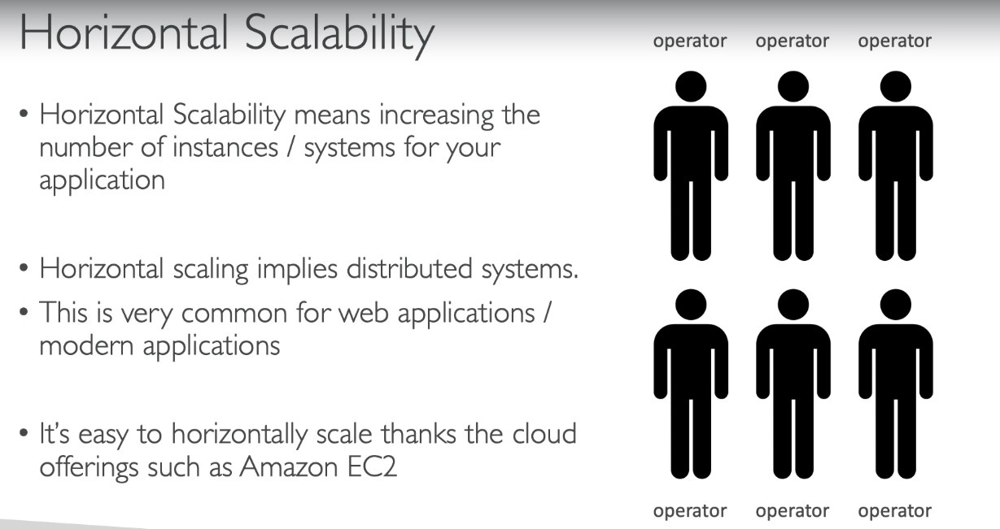 Horizontal Scalability
• Horizontal Scalability means increasing the
number of instances / systems for your
application
• Horizontal scaling implies distributed systems.
• This is very common for web applications /
modern applications
• It's easy to horizontally scale thanks the cloud
offerings such as Amazon EC2
operator operator operator
operator operator operator